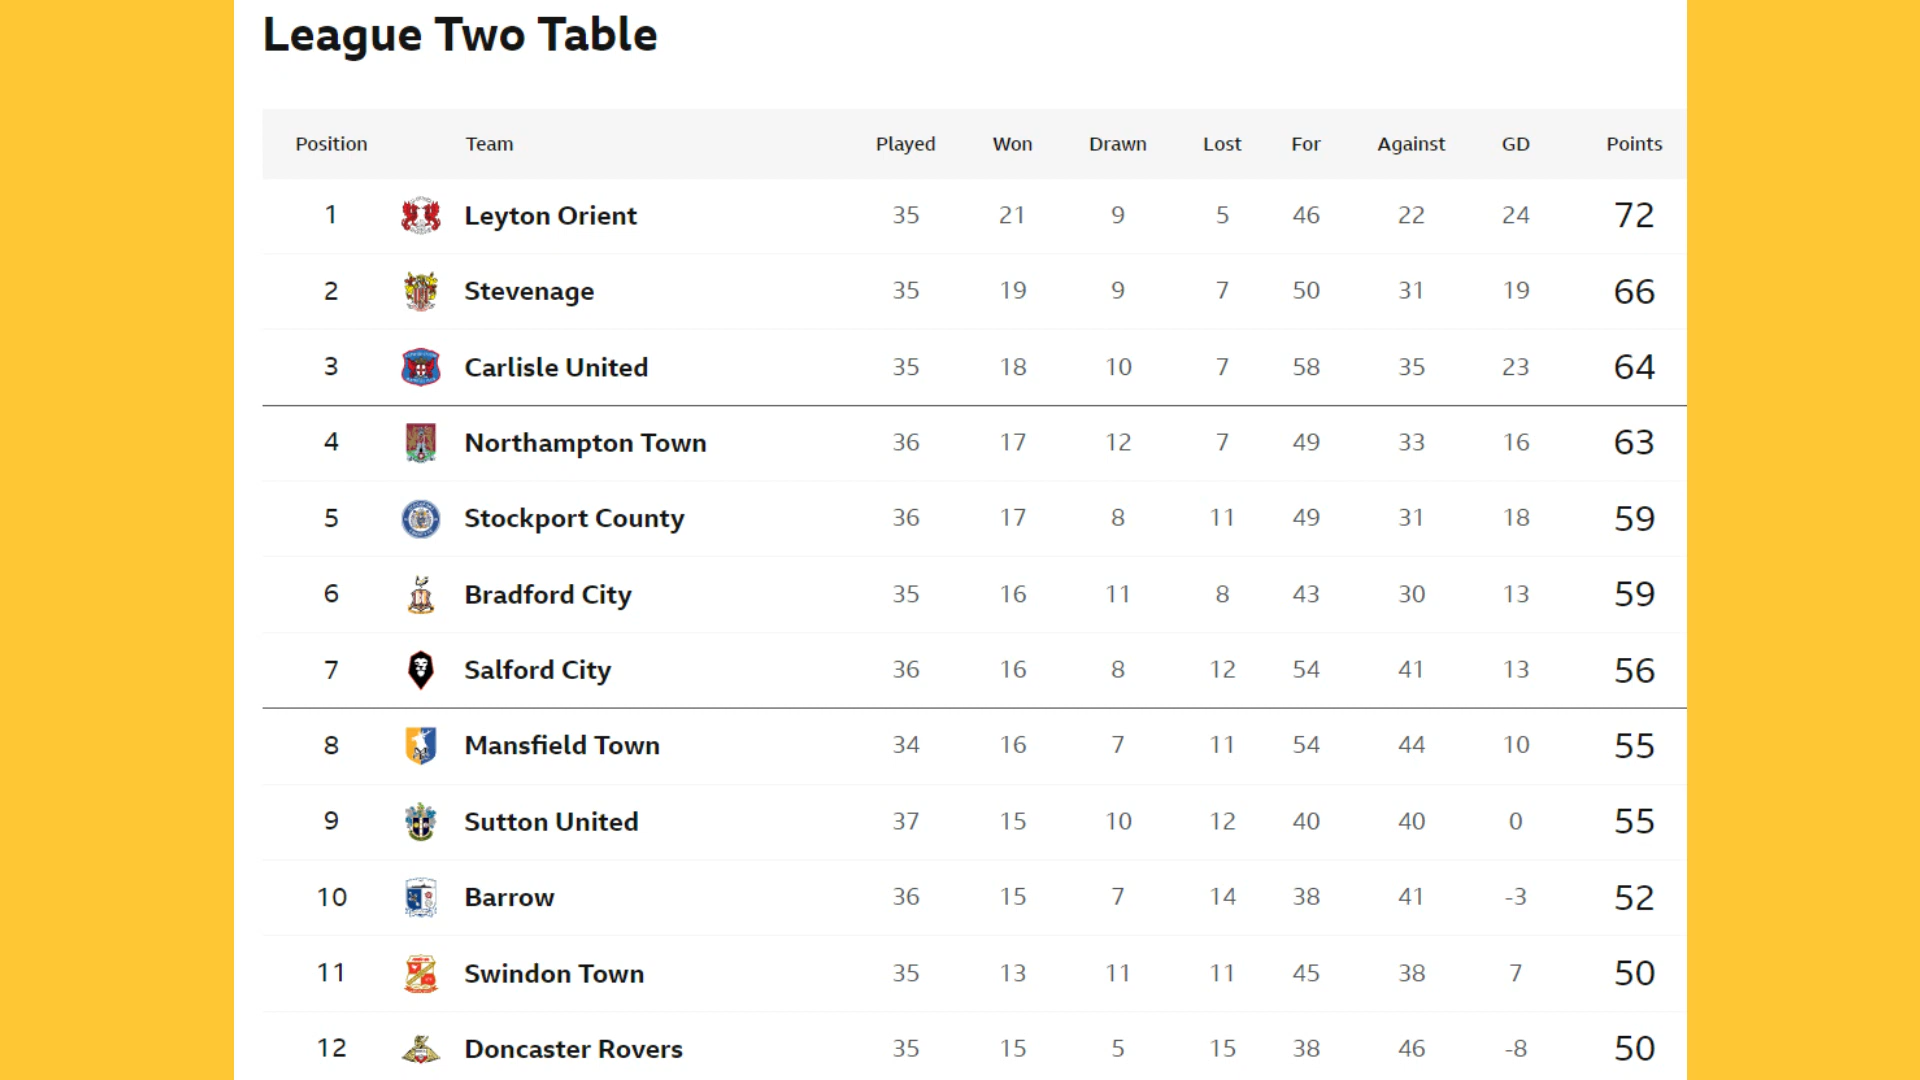 League Two Table
Position Team Played Won Drawn Lost For Against GD Points
1 Leyton Orient 35 21 9 5 46 22 24 72
2 Stevenage 35 19 9 7 50 31 19 66
3 Carlisle United 35 18 10 7 58 35 23 64
4 Northampton Town 36 17 12 7 49 33 16 63
5 Stockport County 36 17 8 11 49 31 18 59
6 Bradford City 35 16 11 8 43 30 13 59
7 Salford City 36 16 8 12 54 41 13 56
8 Mansfield Town 34 16 7 11 54 44 10 55
9 Sutton United 37 15 10 12 40 40 0 55
10 Barrow 36 15 7 14 38 41 -3 52
11 Swindon Town 35 13 11 11 45 38 7 50
12 Doncaster Rovers 35 15 5 15 38 46 -8 50